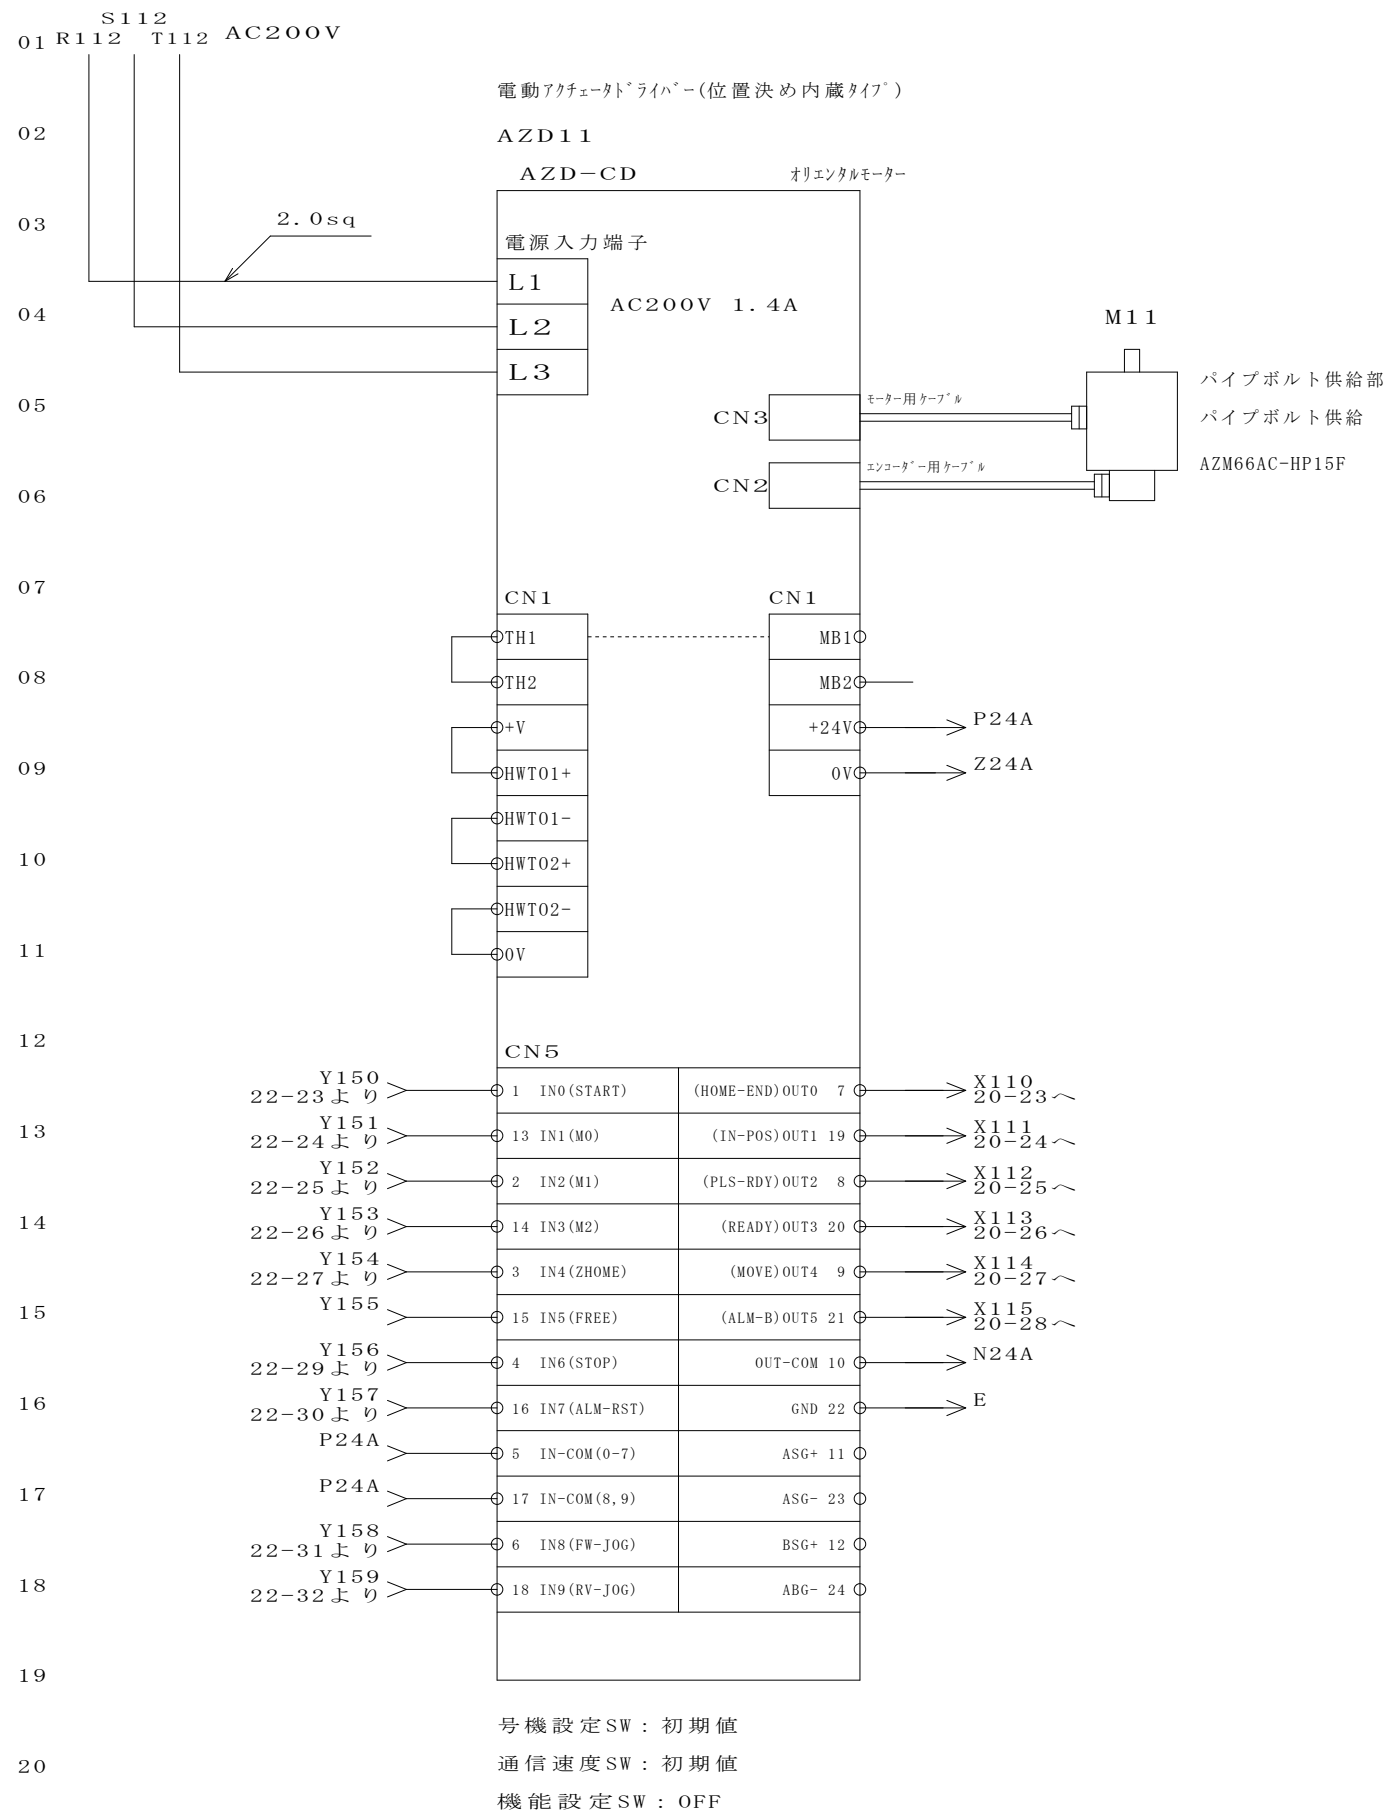 S112
01 R112 T112 AC200V
電動アクチェータドライバー(位置決め内蔵タイプ)
02 AZD11
AZD-CD オリエンタルモーター
03 2.0sq
電源入力端子
L1
04 AC200V 1.4A M11
L2
L3
パイプボルト供給部
05 モーター用ケーブル
CN3 パイプボルト供給
エンコーダー用ケーブル AZM66AC-HP15F
CN2
06
07
CN1 CN1
TH1 MB1
08 TH2 MB2
+V +24V P24A
09 HWTO1+ 0V Z24A
HWTO1-
10 HWTO2+
HWTO2-
11 0V
12
CN5
Y150 1 IN0(START) (HOME-END)OUT0 7 X110
22-23より 20-23へ
13 Y151 13 IN1(M0) (IN-POS)OUT1 19 X111
22-24より 20-24へ
Y152 2 IN2(M1) (PLS-RDY)OUT2 8 X112
22-25より 20-25へ
14 Y153 14 IN3(M2) (READY)OUT3 20 X113
22-26より 20-26へ
Y154 3 IN4(ZHOME) (MOVE)OUT4 9 X114
22-27より 20-27へ
15 Y155 15 IN5(FREE) (ALM-B)OUT5 21 X115
20-28へ
Y156 4 IN6(STOP) OUT-COM 10 N24A
22-29より
16 Y157 16 IN7(ALM-RST) GND 22 E
22-30より
P24A 5 IN-COM(0-7) ASG+ 11
17 P24A 17 IN-COM(8,9) ASG- 23
Y158 6 IN8(FW-JOG) BSG+ 12
22-31より
18 Y159 18 IN9(RV-JOG) ABG- 24
22-32より
19
号機設定SW：初期値
20 通信速度SW：初期値
機能設定SW：OFF